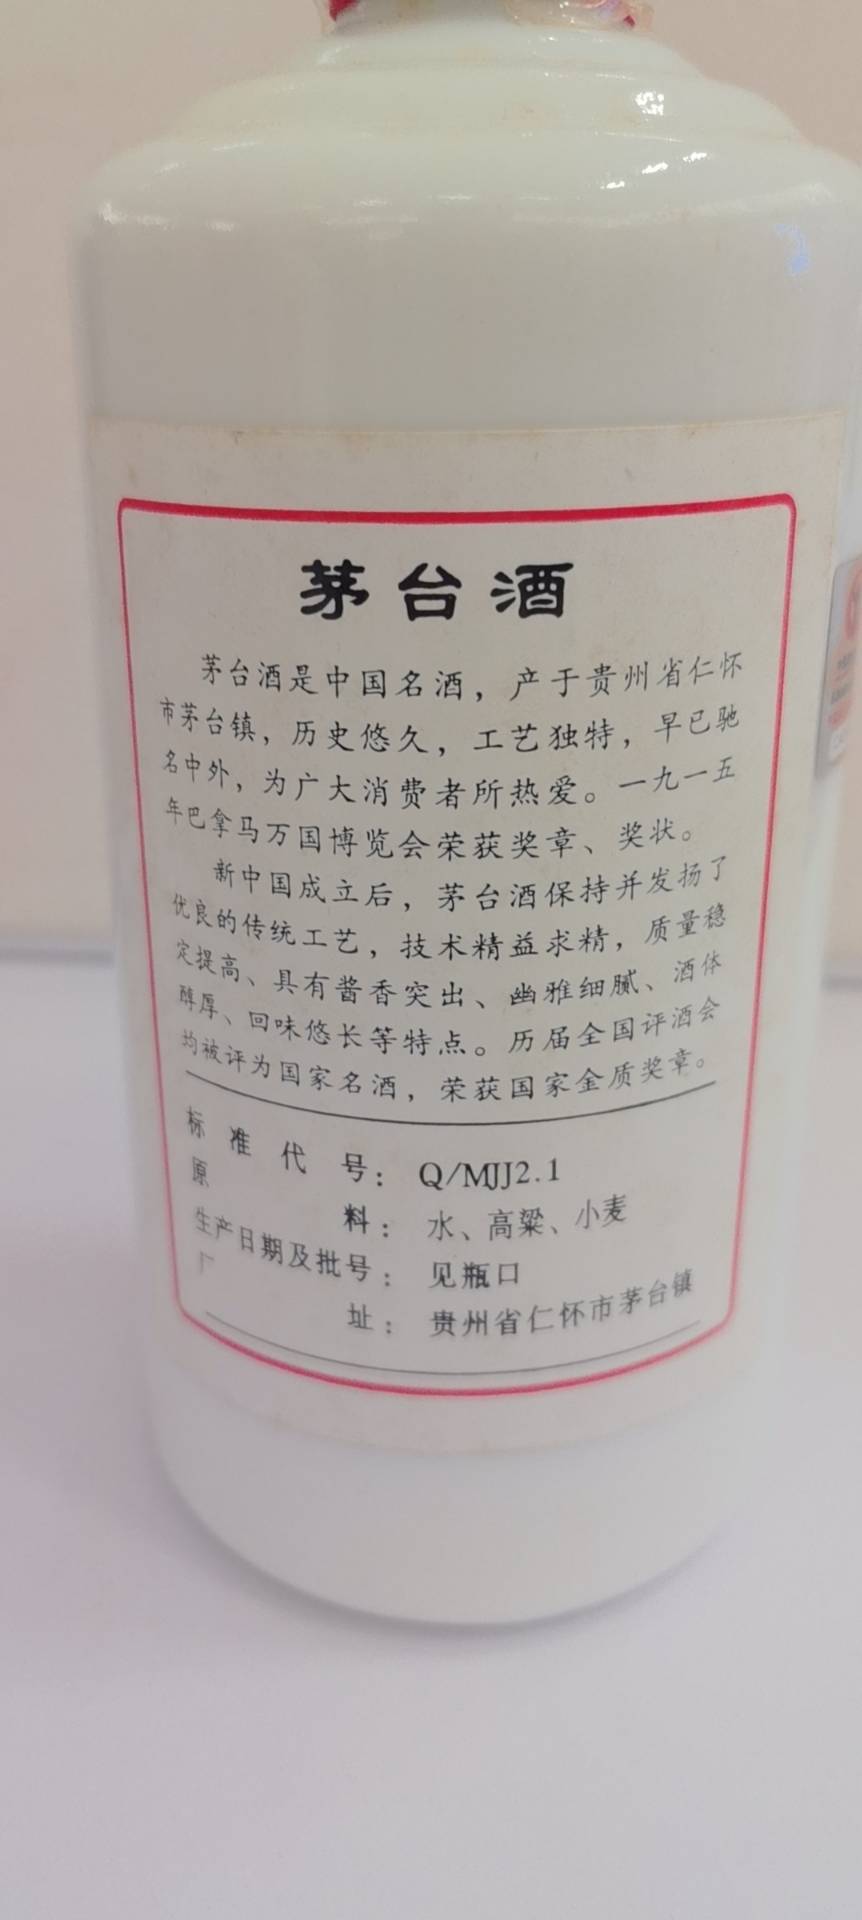 茅台酒
茅台酒是中国名酒，产于贵州省仁怀
市茅台镇，历史悠久，工艺独特，早已驰
名中外，为广大消费者所热爱。一九一五
年巴拿马万国博览会荣获奖章、奖状。
新中国成立后，茅台酒保持并发扬了
优良的传统工艺，技术精益求精，质量稳
定提高、具有酱香突出、幽雅细腻、酒体
醇厚、回味悠长等特点。历届全国评酒会
均被评为国家名酒，荣获国家金质奖章。
标准代号：Q/MJJ2.1
原料：水、高粱、小麦
生产日期及批号：见瓶口
厂址：贵州省仁怀市茅台镇